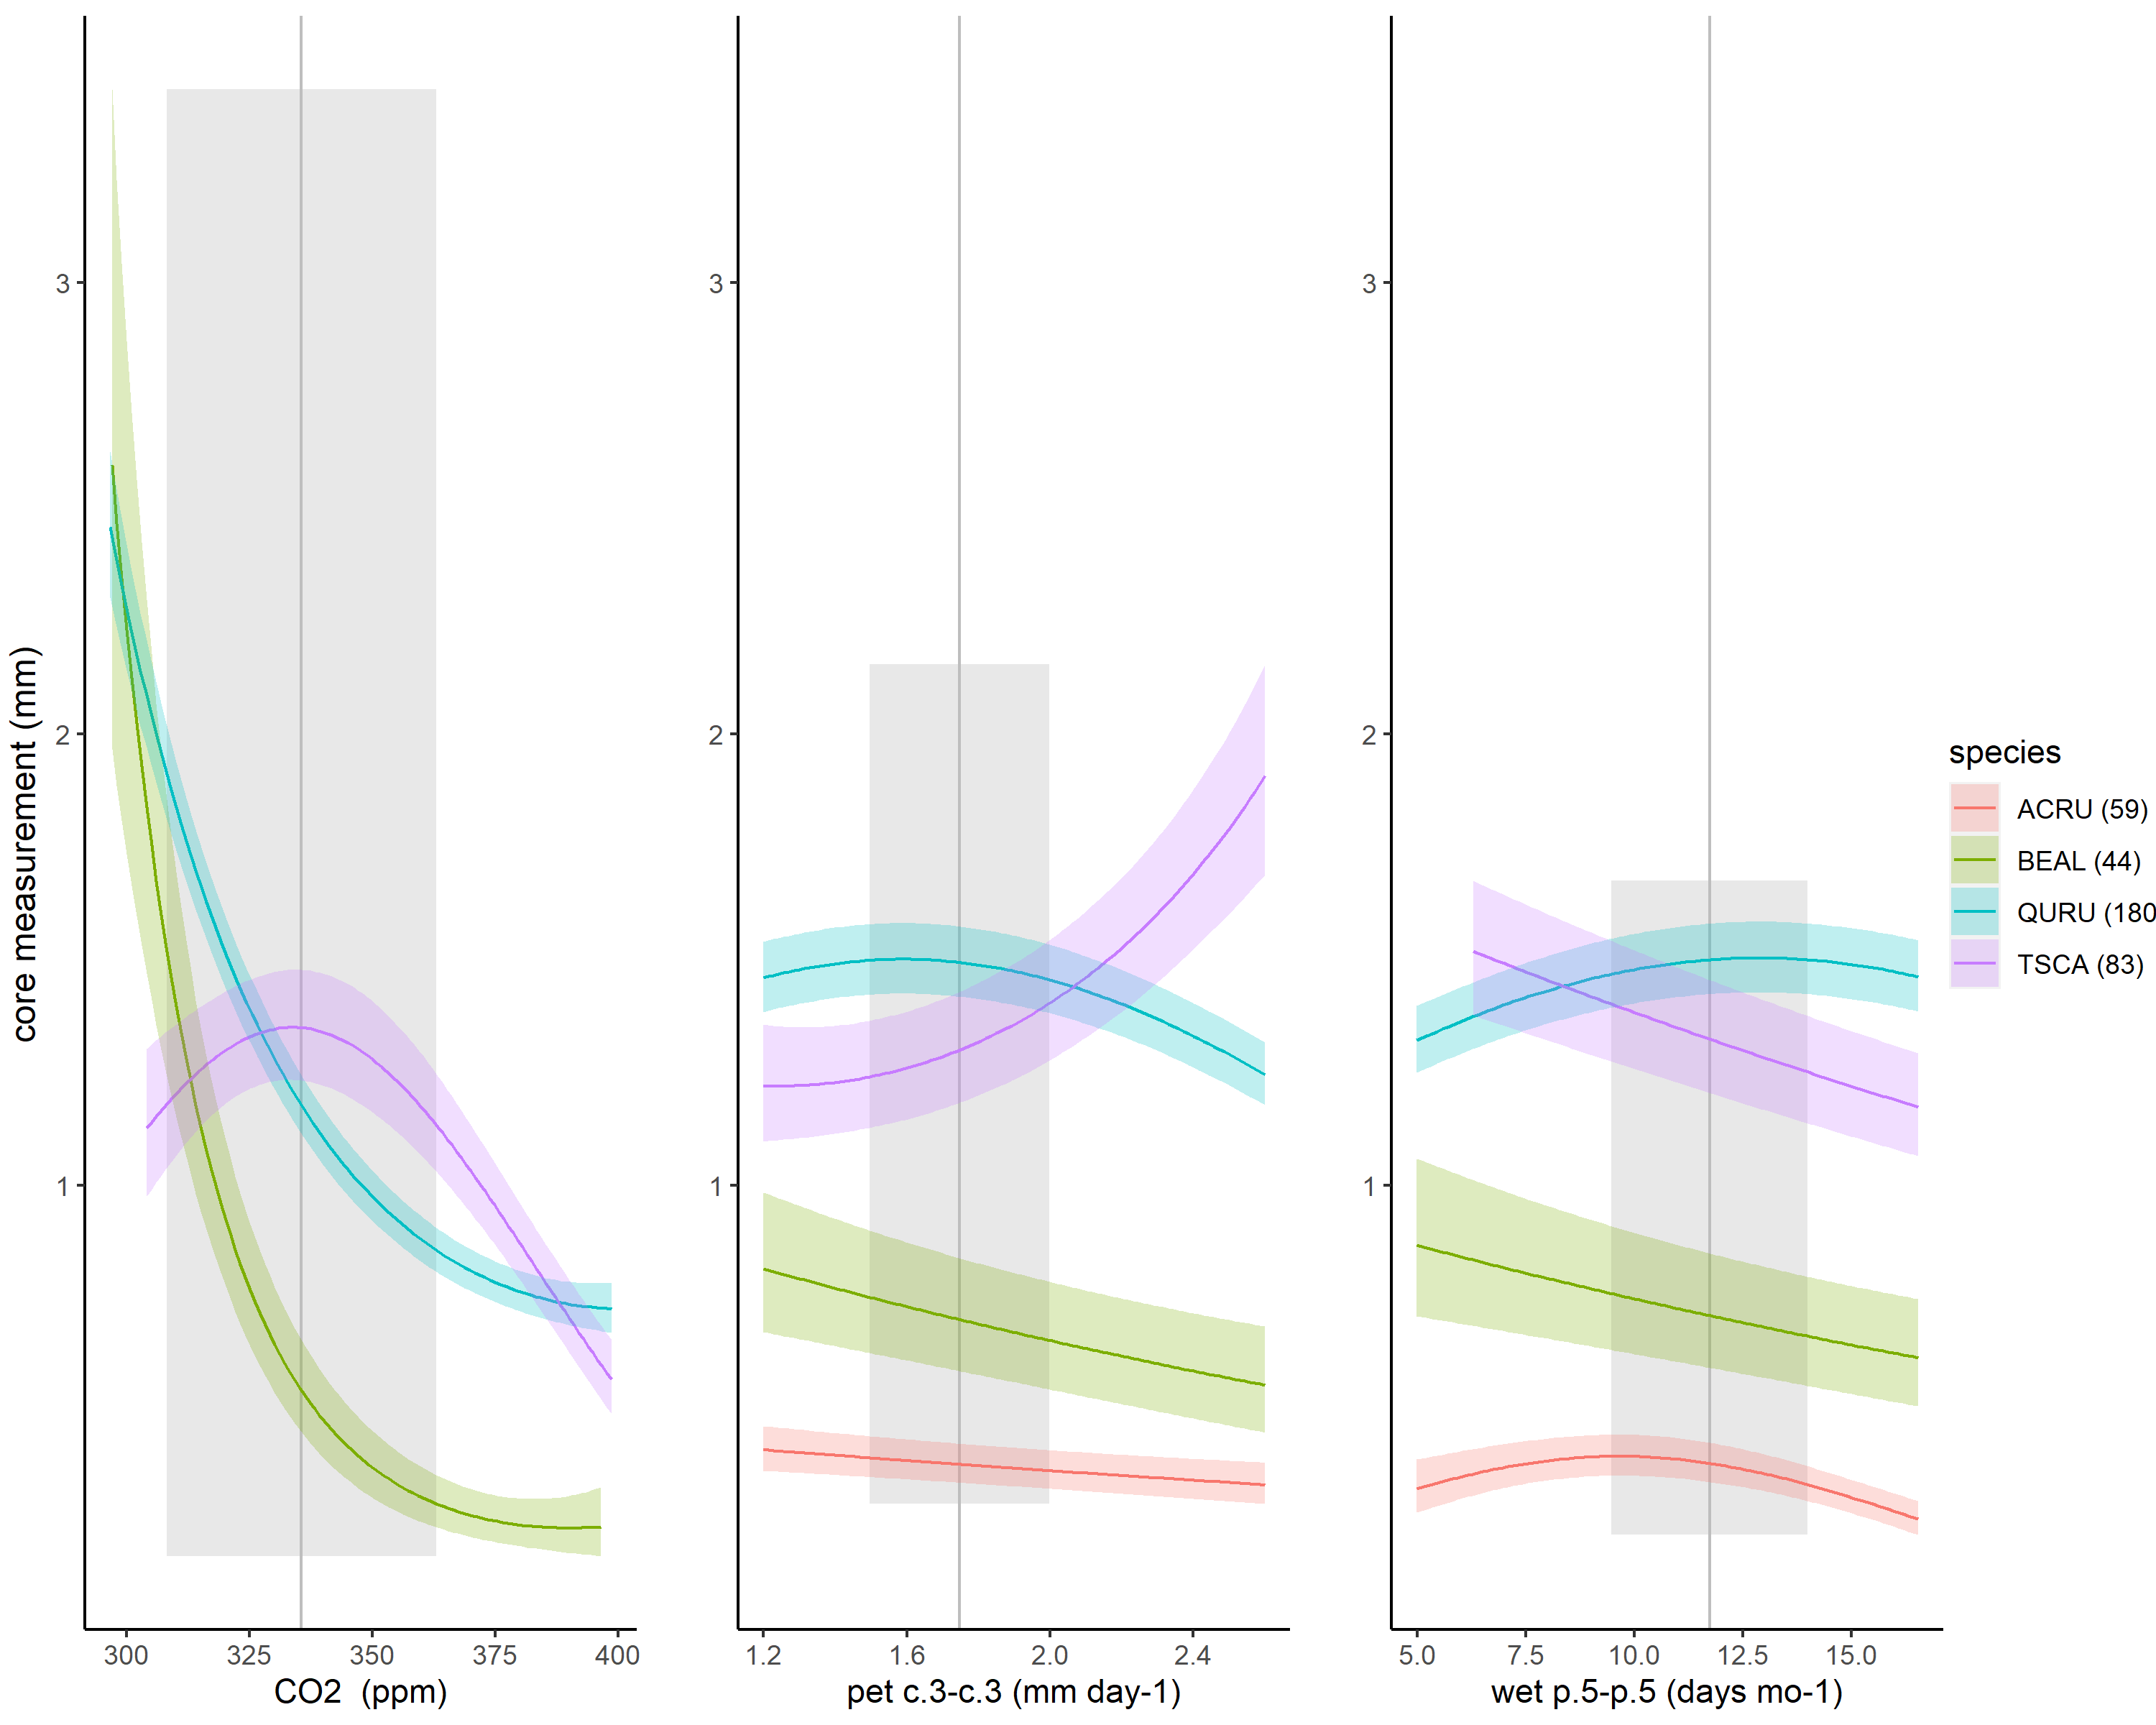 core measurement (mm)
3
2
1
300 325 350 375 400
CO2  (ppm)
3
2
1
1.2 1.6 2.0 2.4
pet c.3-c.3 (mm day-1)
3
2
1
5.0 7.5 10.0 12.5 15.0
wet p.5-p.5 (days mo-1)
species
ACRU (59)
BEAL (44)
QURU (180
TSCA (83)